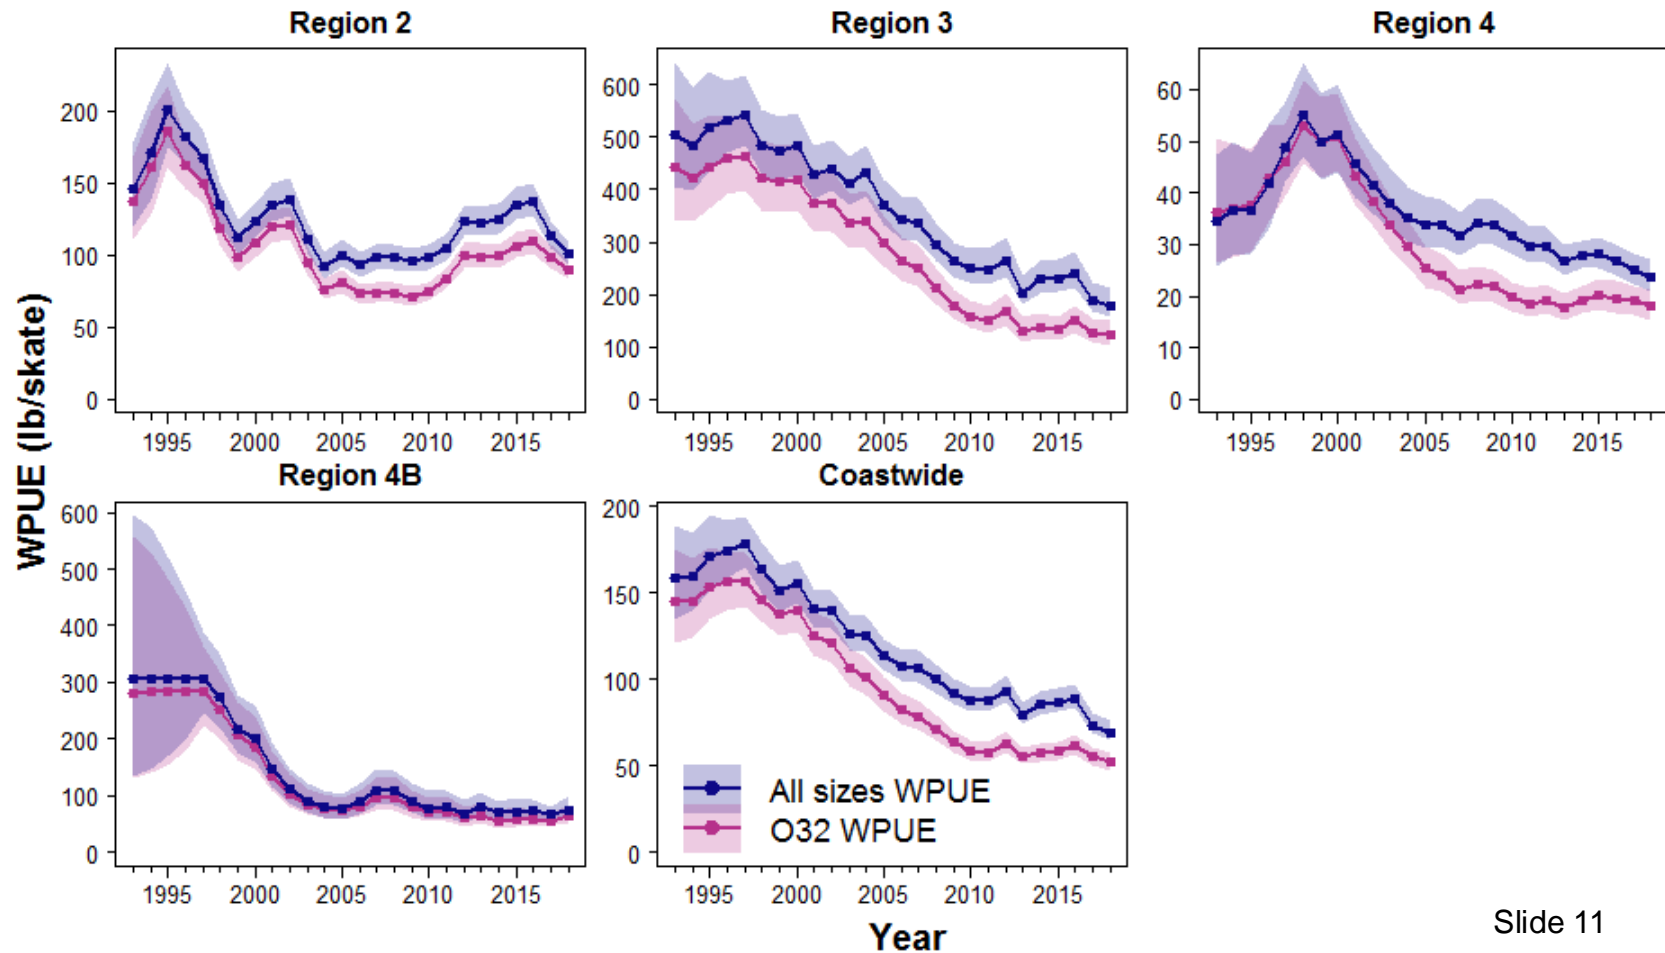 Region 2
Region 3
Region 4
WPUE (lb/skate)
200
150
100
50
0
1995 2000 2005 2010 2015
600
500
400
300
200
100
0
1995 2000 2005 2010 2015
60
50
40
30
20
10
0
1995 2000 2005 2010 2015
Region 4B
Coastwide
600
500
400
300
200
100
0
1995 2000 2005 2010 2015
200
150
100
50
0
All sizes WPUE
O32 WPUE
1995 2000 2005 2010 2015
Year
Slide 11